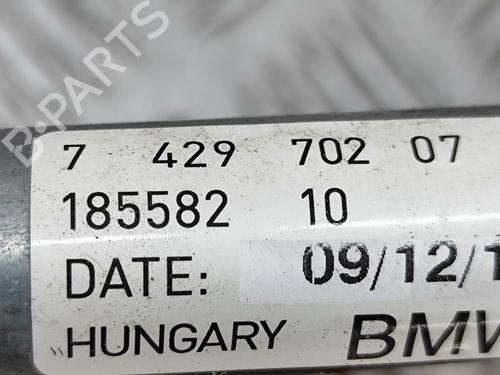 B-PARTS
7 429 702 07
185582 10
DATE: 09/12/1
HUNGARY BMW